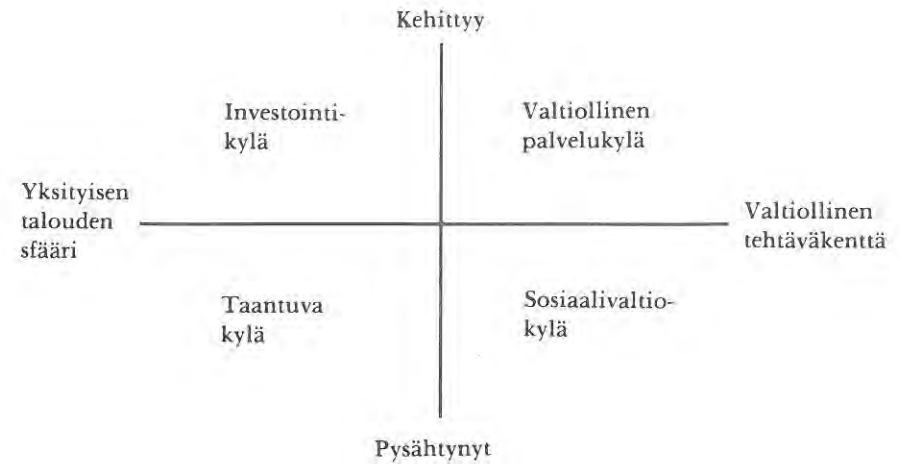 Kehittyy
Investointi-
kylä
Valtiollinen
palvelukylä
Yksityisen
talouden
sfääri
Valtiollinen
tehtäväkenttä
Taantuva
kylä
Sosiaalivaltio-
kylä
Pysähtynyt